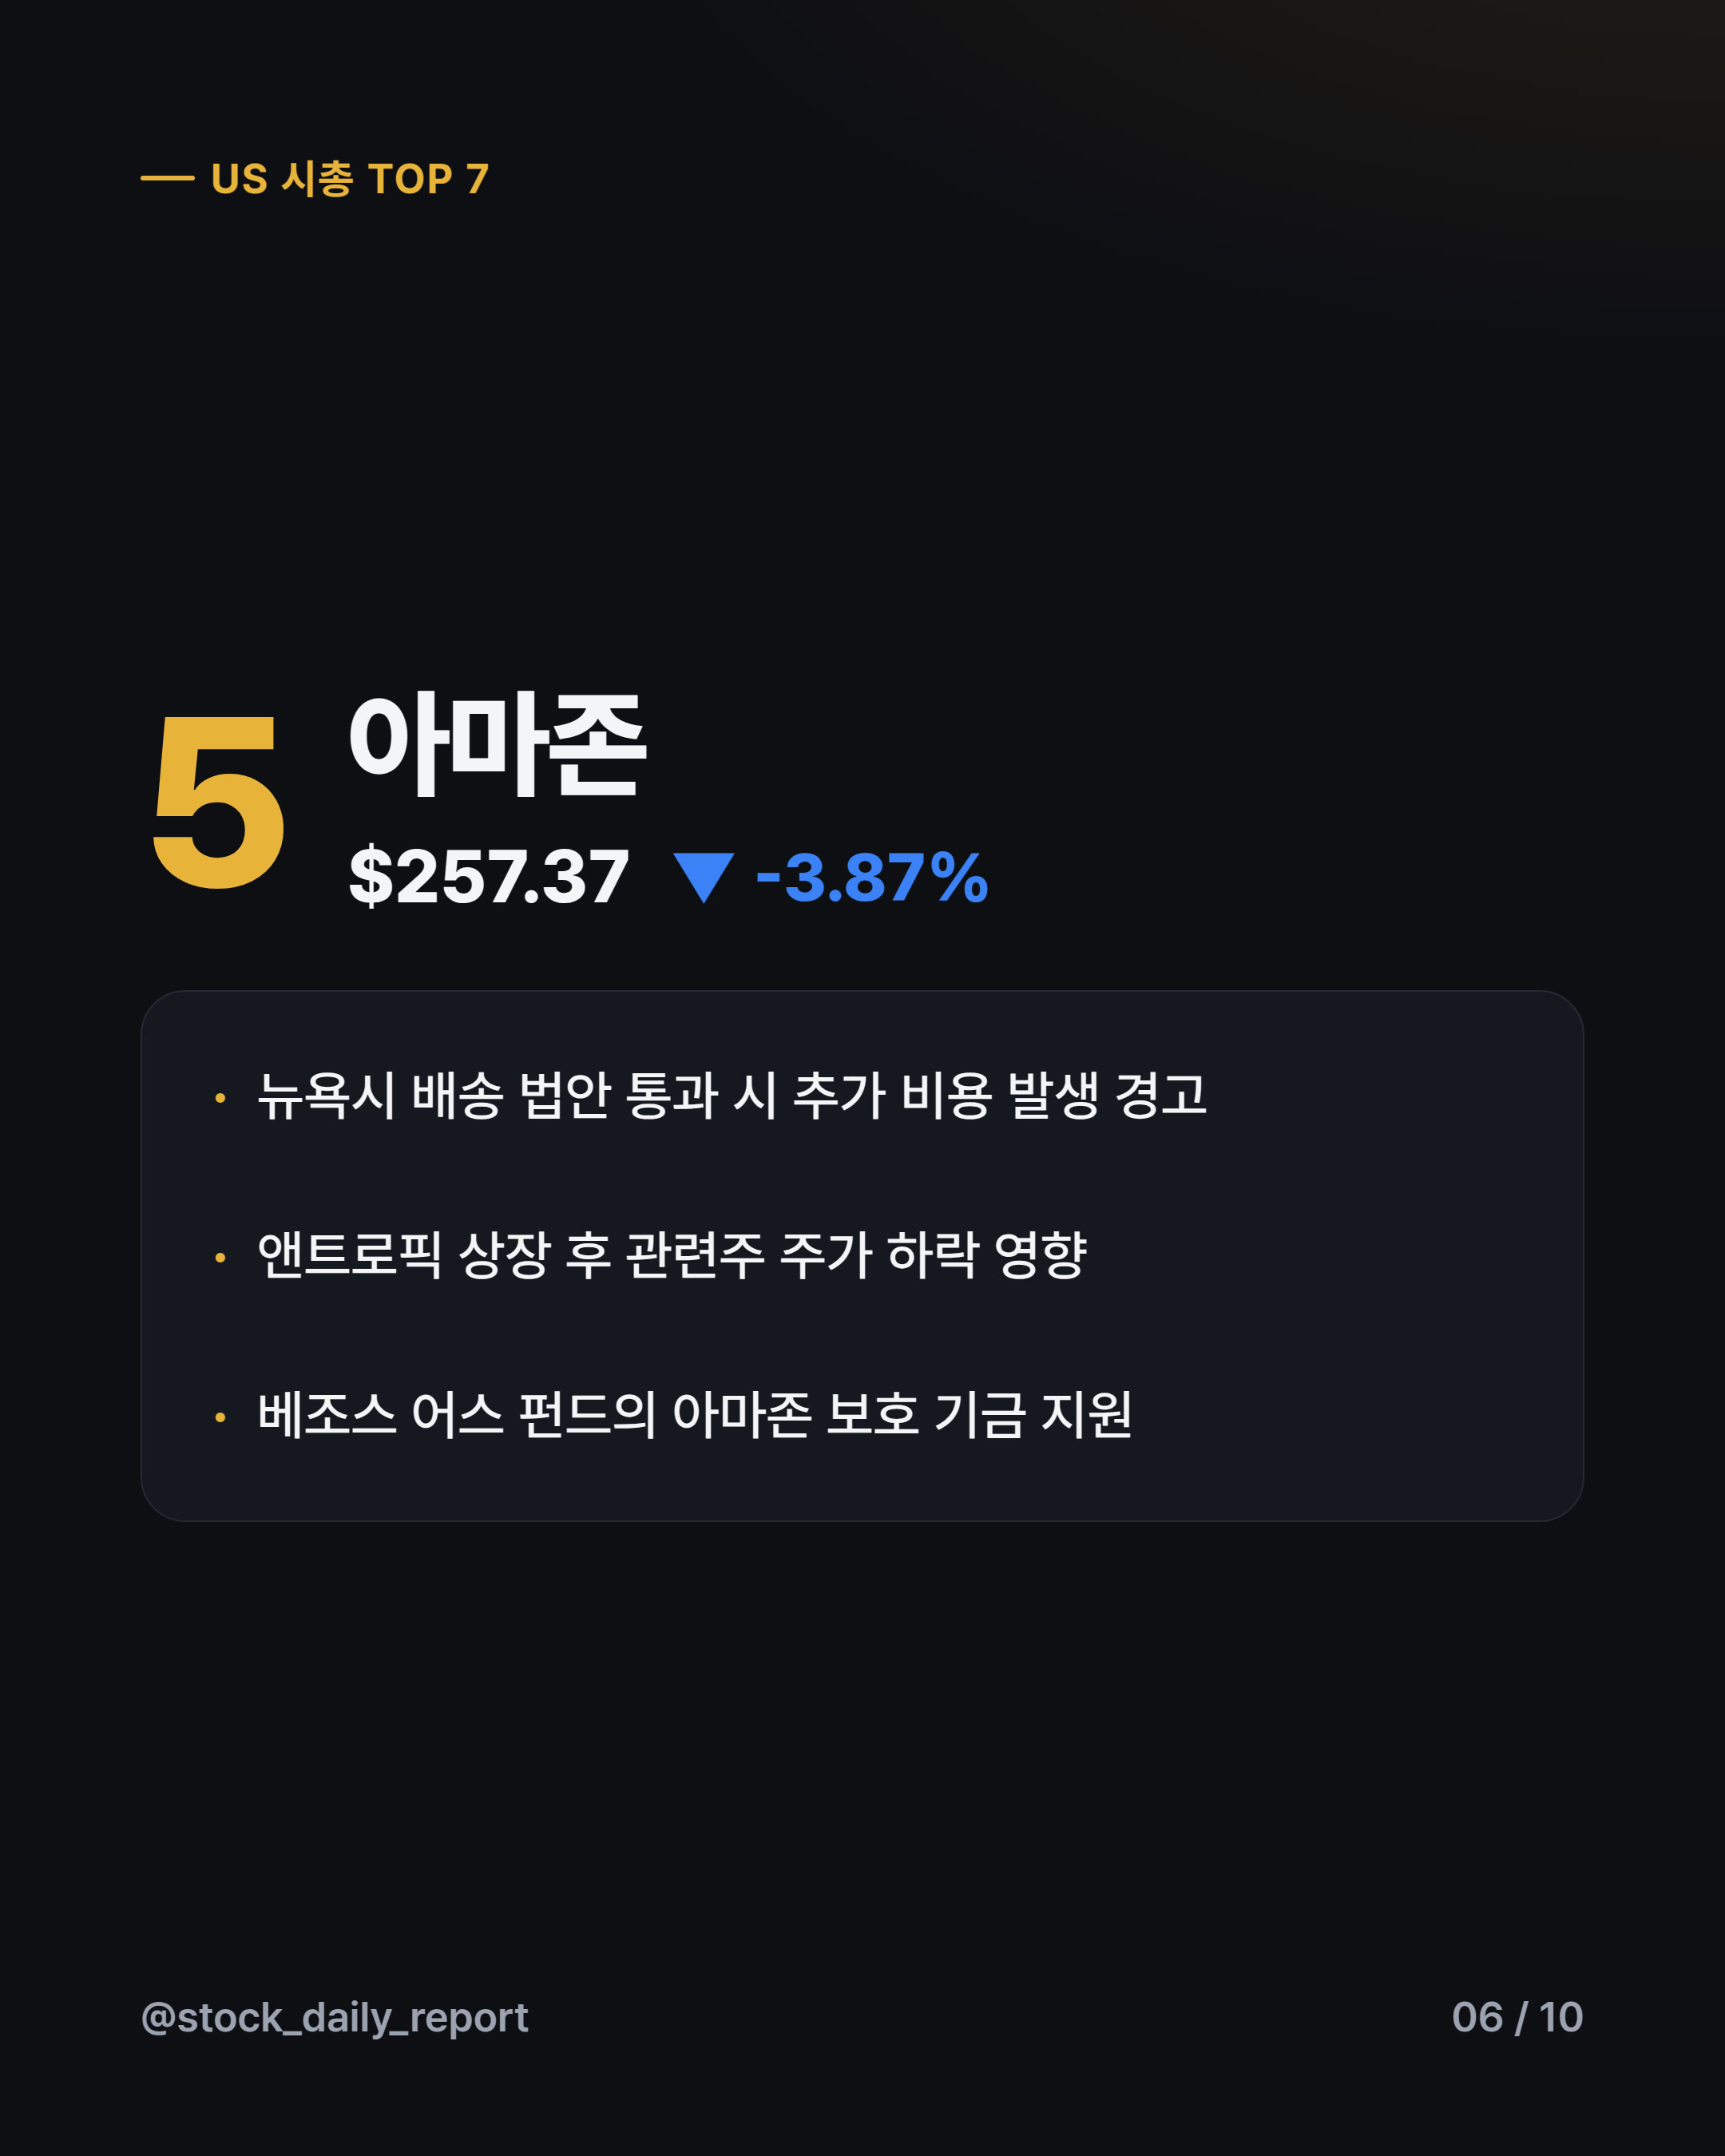 US 시총 TOP 7
5
아마존
$257.37 ▼ -3.87%
• 뉴욕시 배송 법안 통과 시 추가 비용 발생 경고
• 앤트로픽 상장 후 관련주 주가 하락 영향
• 베조스 어스 펀드의 아마존 보호 기금 지원
@stock_daily_report
06 / 10